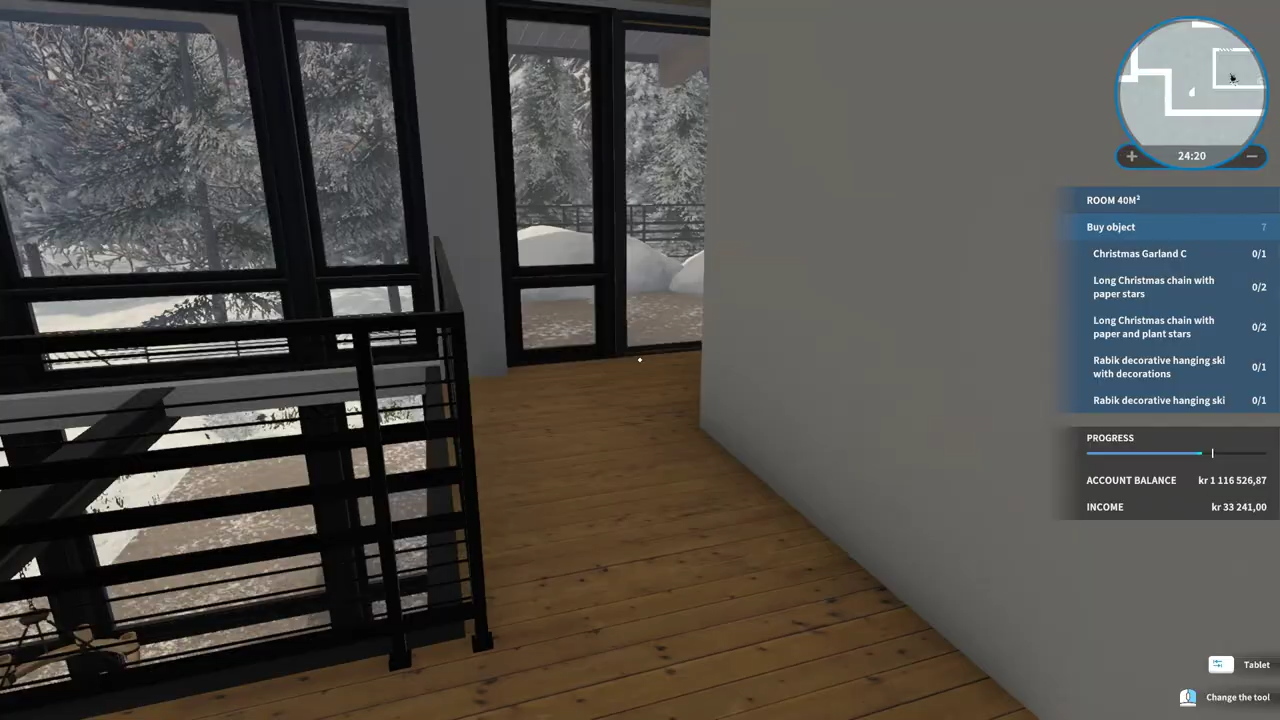 24:20
ROOM 40M²
Buy object 7
Christmas Garland C 0/1
Long Christmas chain with
paper stars 0/2
Long Christmas chain with
paper and plant stars 0/2
Rabik decorative hanging ski
with decorations 0/1
Rabik decorative hanging ski 0/1
PROGRESS
ACCOUNT BALANCE kr 1 116 526,87
INCOME kr 33 241,00
Tablet
Change the tool